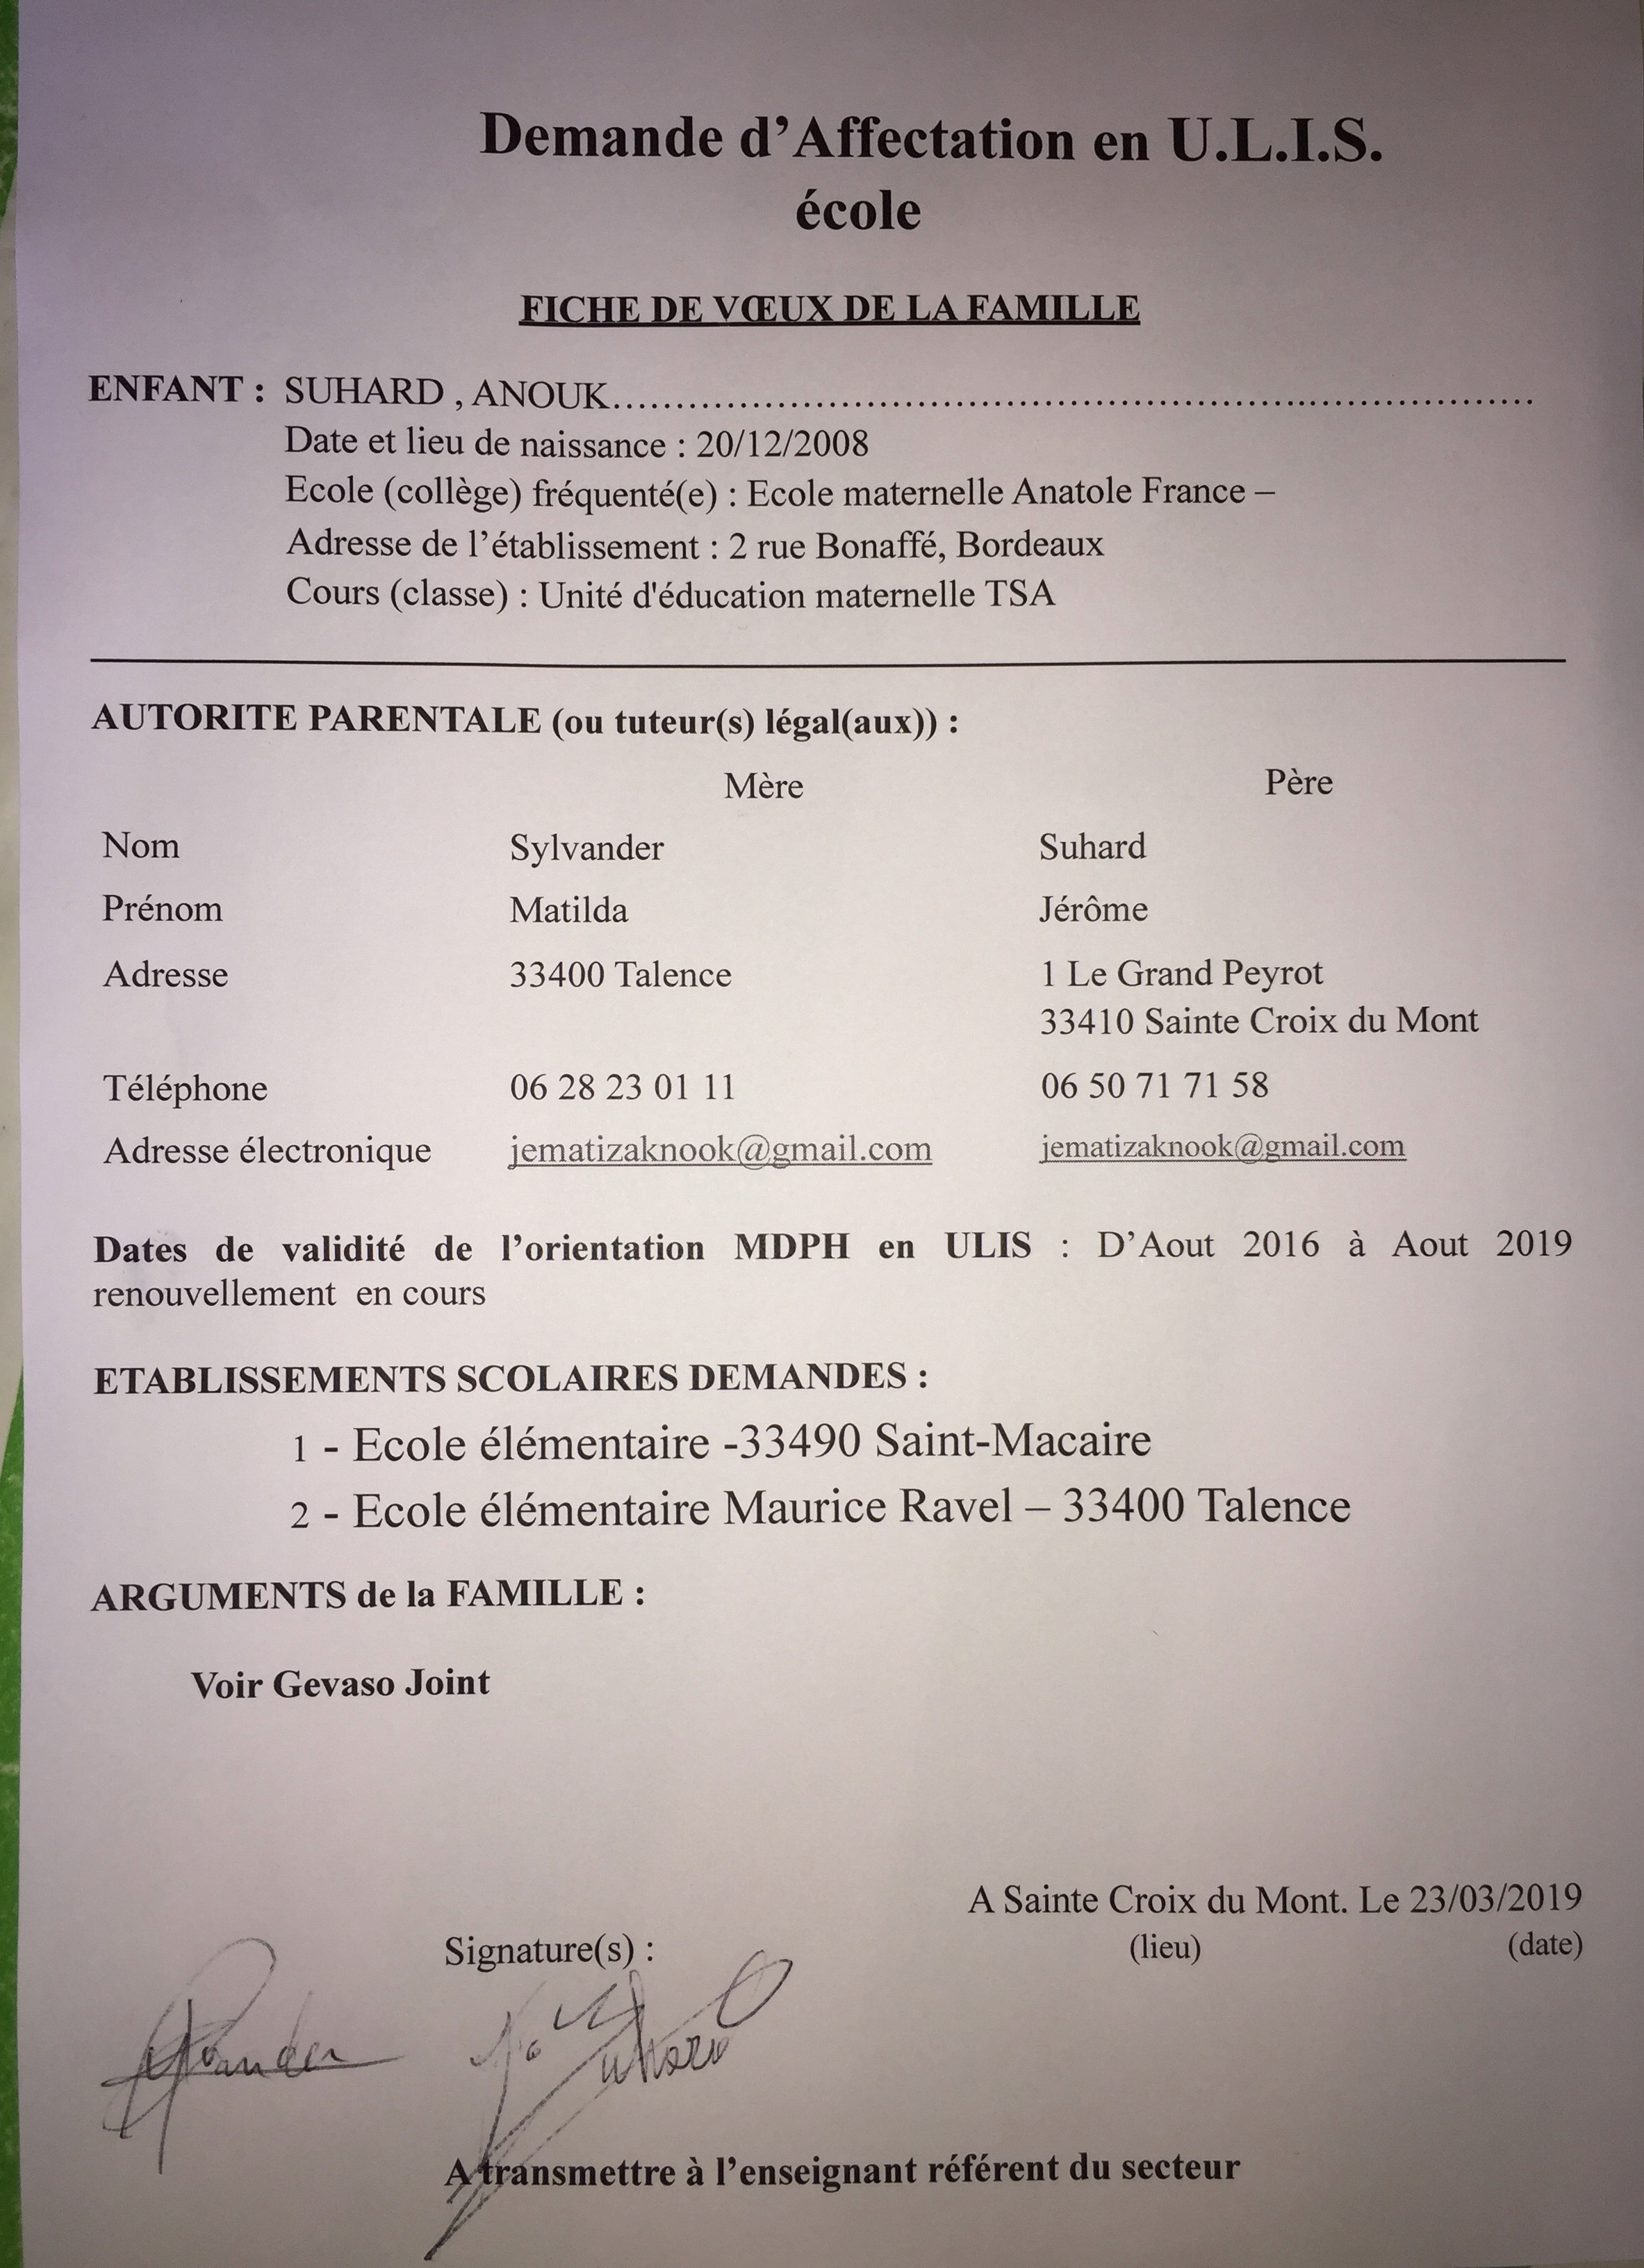 Demande d’Affectation en U.L.I.S.
école
FICHE DE VŒUX DE LA FAMILLE
ENFANT : SUHARD , ANOUK..........................................................................
Date et lieu de naissance : 20/12/2008
Ecole (collège) fréquenté(e) : Ecole maternelle Anatole France –
Adresse de l’établissement : 2 rue Bonaffé, Bordeaux
Cours (classe) : Unité d'éducation maternelle TSA
AUTORITE PARENTALE (ou tuteur(s) légal(aux)) :
Mère Père
Nom Sylvander Suhard
Prénom Matilda Jérôme
Adresse 33400 Talence 1 Le Grand Peyrot
33410 Sainte Croix du Mont
Téléphone 06 28 23 01 11 06 50 71 71 58
Adresse électronique jematizaknook@gmail.com jematizaknook@gmail.com
Dates de validité de l’orientation MDPH en ULIS : D’Aout 2016 à Aout 2019
renouvellement en cours
ETABLISSEMENTS SCOLAIRES DEMANDES :
1 - Ecole élémentaire -33490 Saint-Macaire
2 - Ecole élémentaire Maurice Ravel – 33400 Talence
ARGUMENTS de la FAMILLE :
Voir Gevaso Joint
A Sainte Croix du Mont. Le 23/03/2019
Signature(s) : (lieu) (date)
A transmettre à l’enseignant référent du secteur